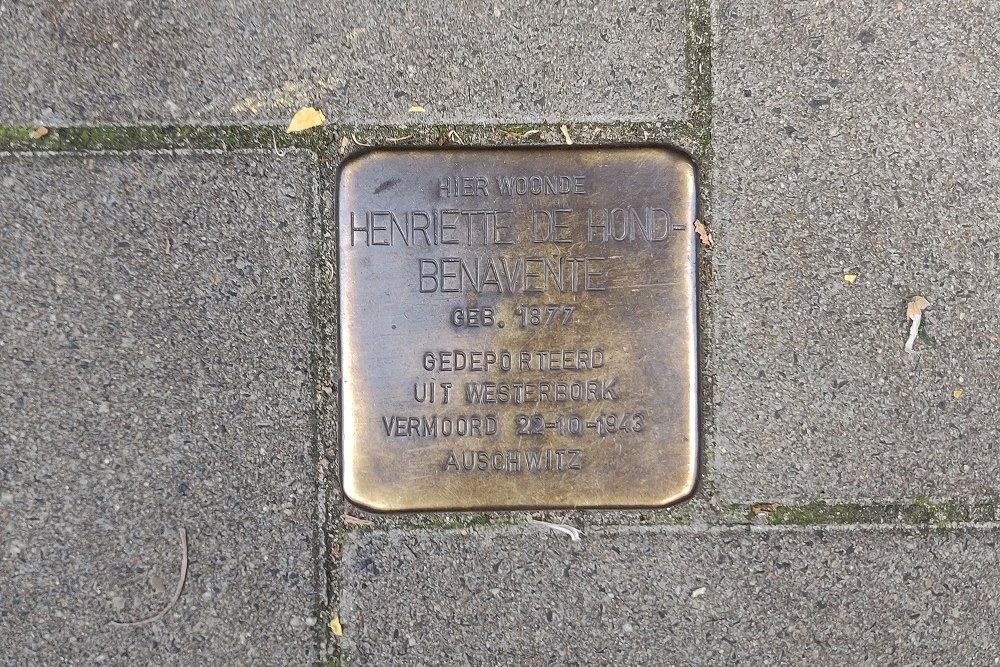 HIER WOONDE
HENRIETTE DE HOND-
BENAVENTE
GEB. 1877
GEDEPORTEERD
UIT WESTERBORK
VERMOORD 22-10-1943
AUSCHWITZ